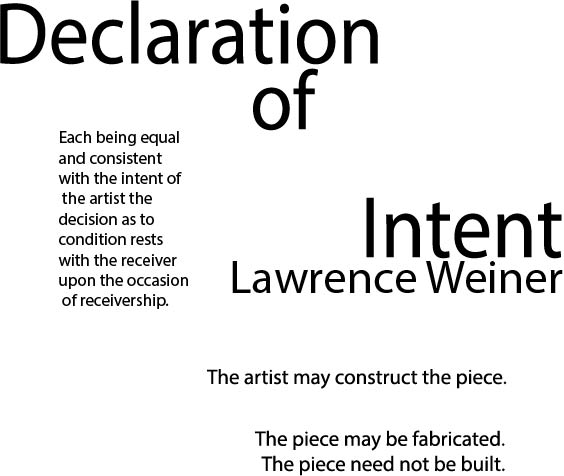 Declaration
of
Intent
Lawrence Weiner
Each being equal
and consistent
with the intent of
the artist the
decision as to
condition rests
with the receiver
upon the occasion
of receivership.
The artist may construct the piece.
The piece may be fabricated.
The piece need not be built.